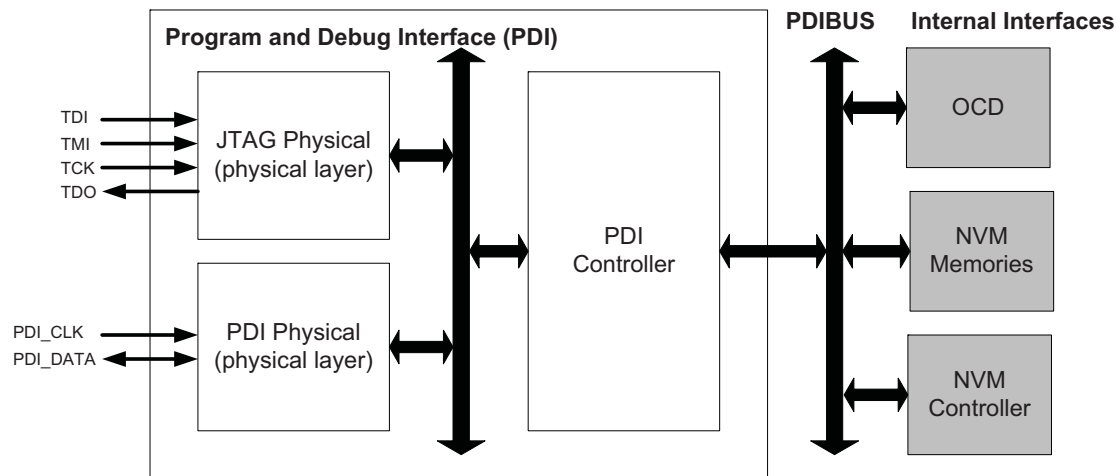 Program and Debug Interface (PDI)
PDIBUS
Internal Interfaces
TDI
TMI
TCK
TDO
JTAG Physical
(physical layer)
PDI_CLK
PDI_DATA
PDI Physical
(physical layer)
PDI
Controller
OCD
NVM
Memories
NVM
Controller